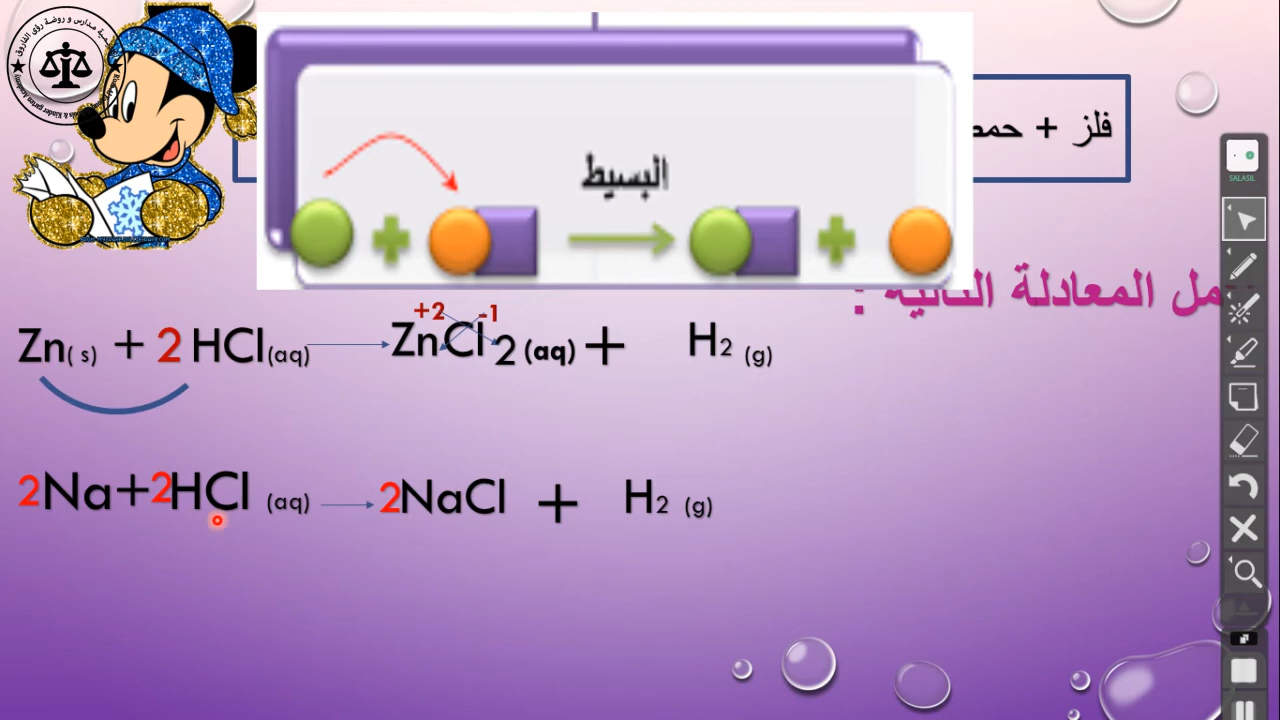 فلز + حمض
البسيط
المعادلة التالية :
Zn( s) + 2 HCl(aq) → ZnCl2 (aq) + H2 (g)
+2 -1
2Na+2HCl (aq) → 2NaCl + H2 (g)
SALASIL